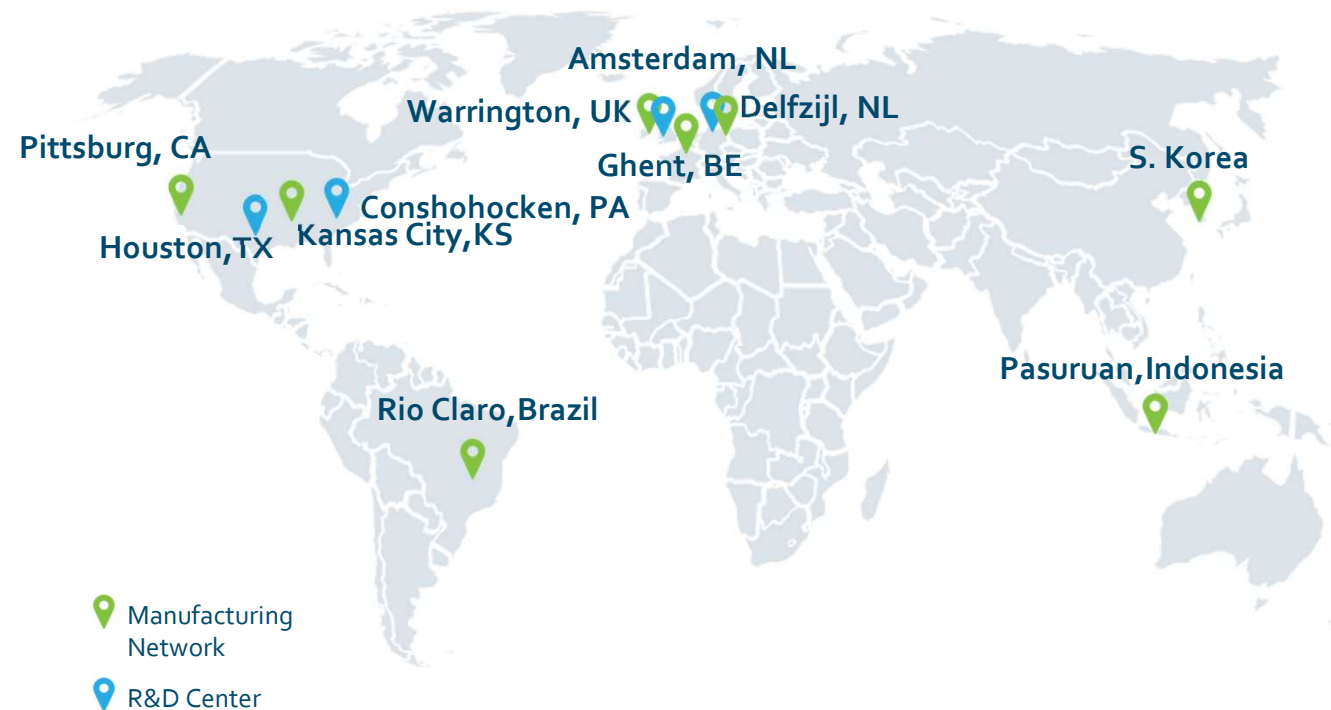 Amsterdam, NL
Warrington, UK
Delfzijl, NL
Pittsburg, CA
Ghent, BE
S. Korea
Conshohocken, PA
Kansas City,KS
Houston,TX
Pasuruan,Indonesia
Rio Claro,Brazil
Manufacturing
Network
R&D Center